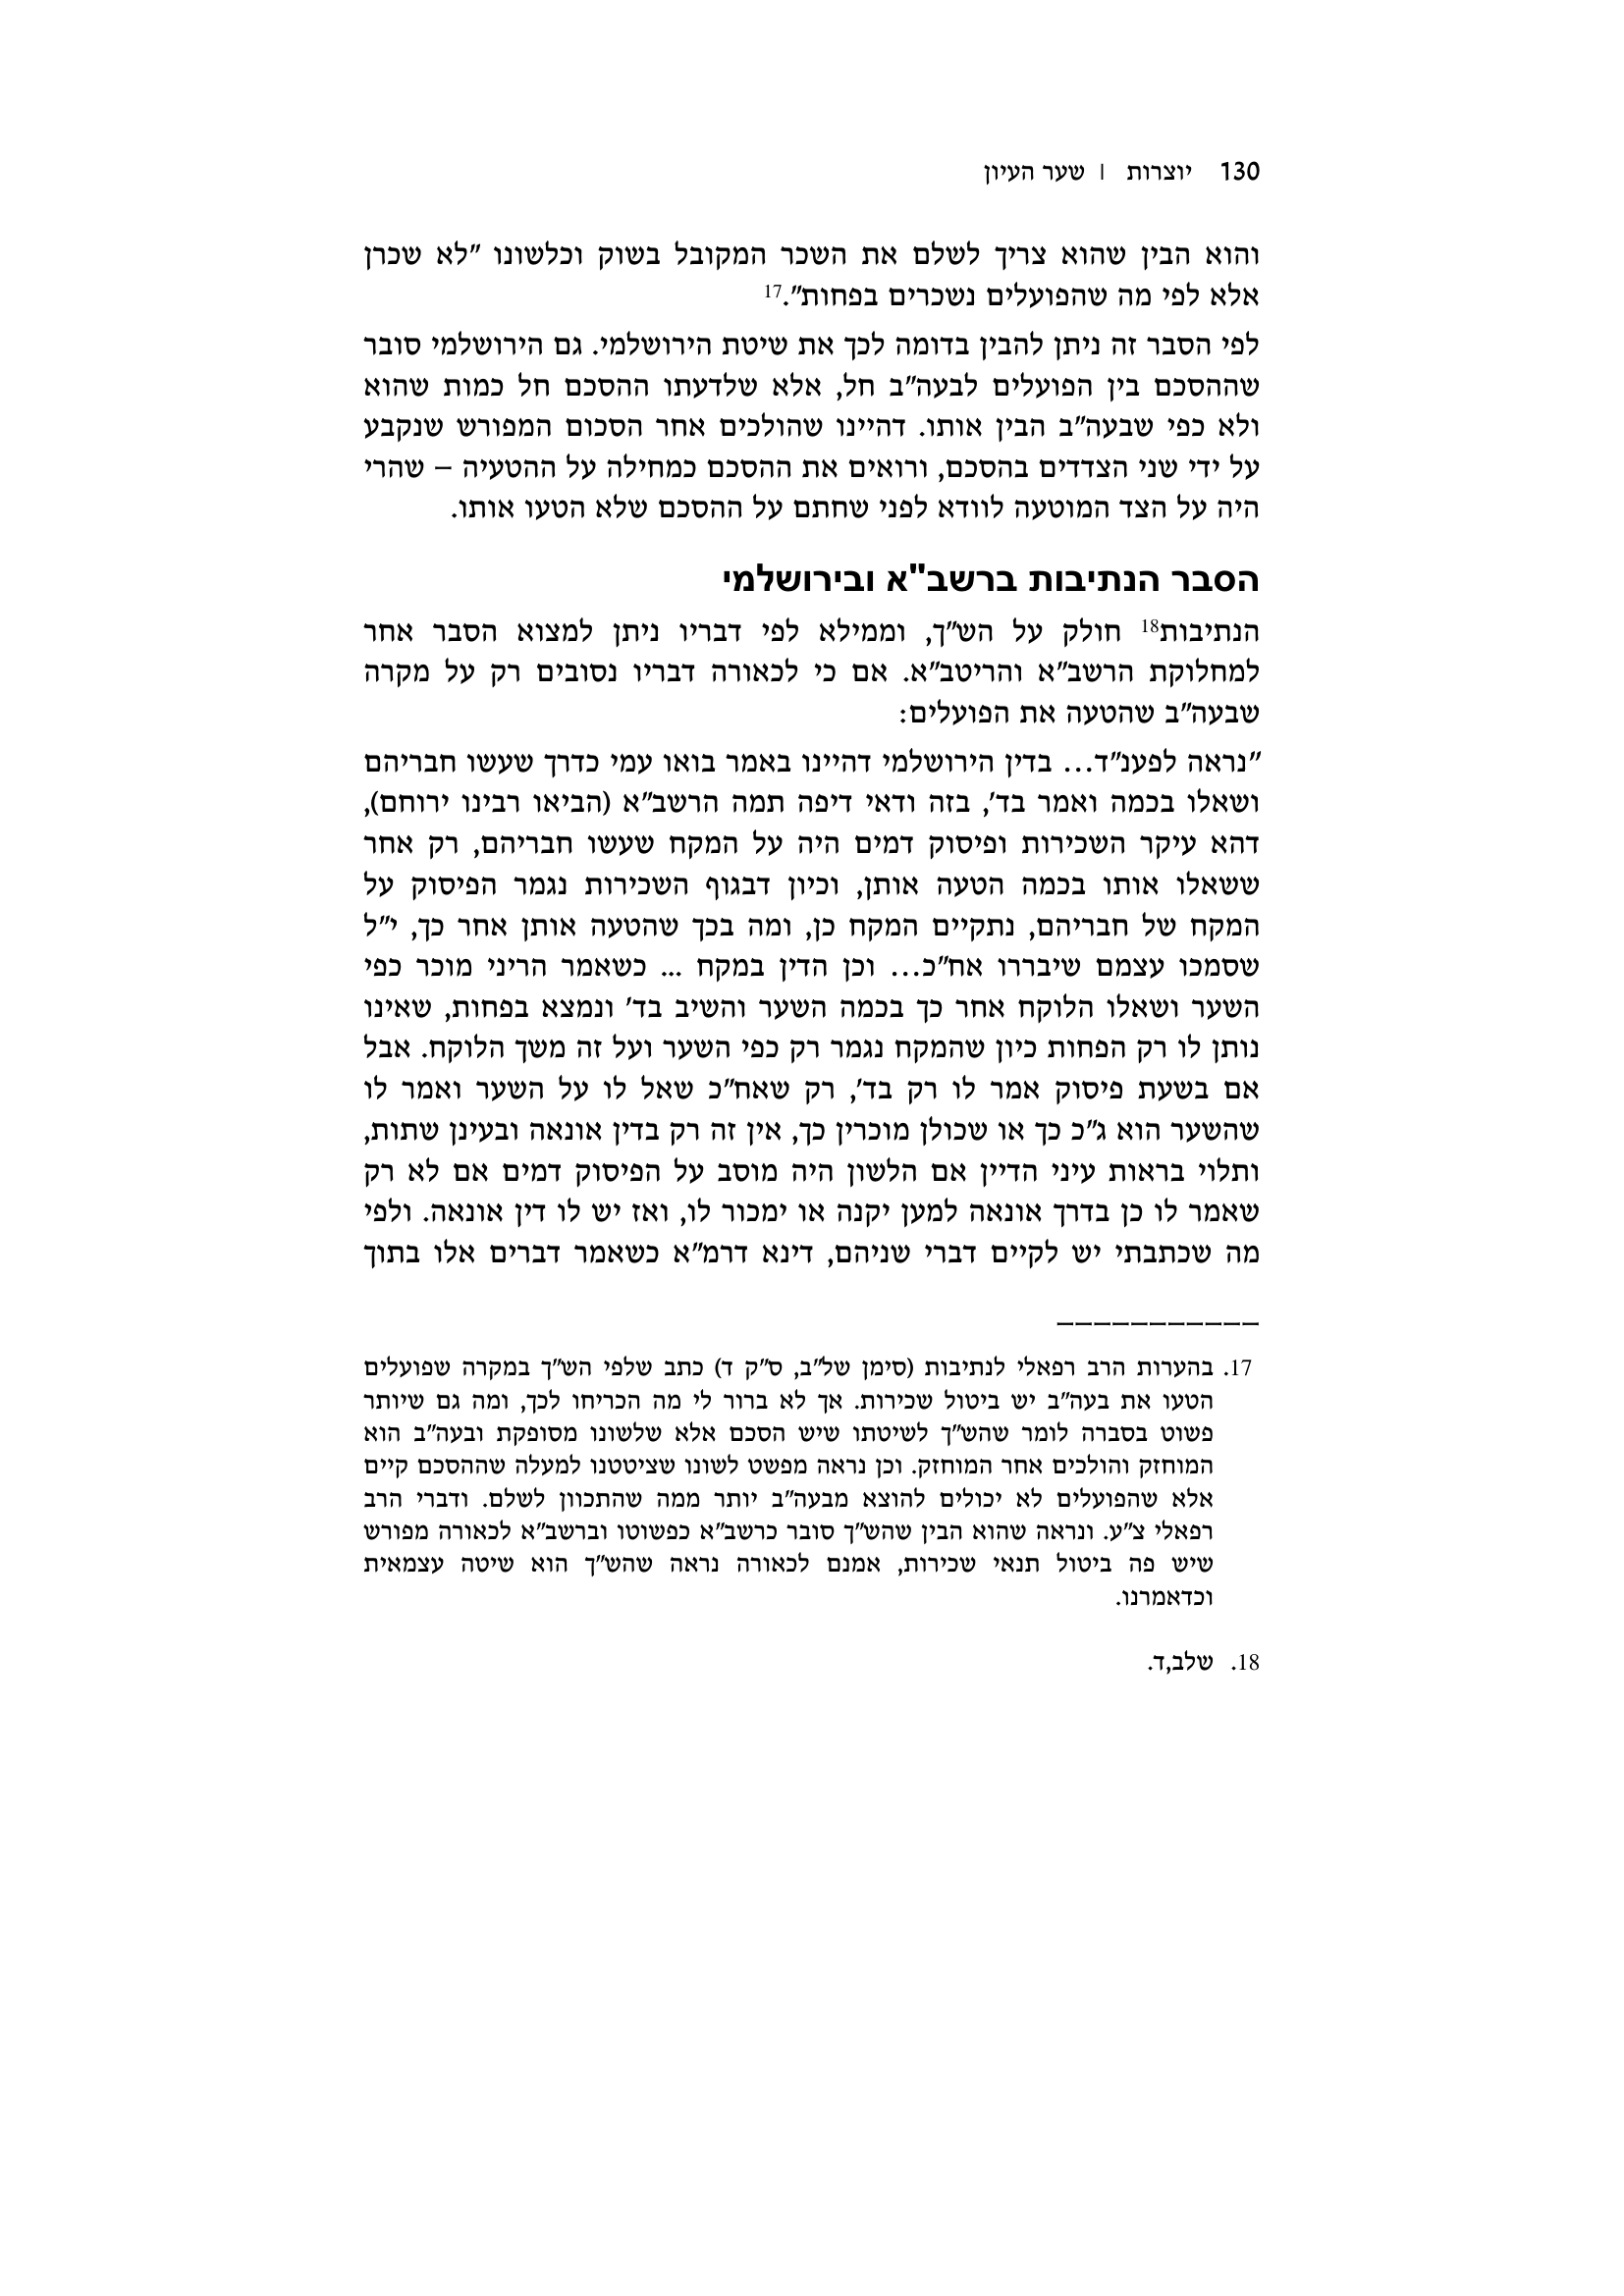 130 יוצרות | שער העיון
והוא הבין שהוא צריך לשלם את השכר המקובל בשוק וכלשונו "לא שכרן
אלא לפי מה שהפועלים נשכרים בפחות".17
לפי הסבר זה ניתן להבין בדומה לכך את שיטת הירושלמי. גם הירושלמי סובר
שההסכם בין הפועלים לבעה"ב חל, אלא שלדעתו ההסכם חל כמות שהוא
ולא כפי שבעה"ב הבין אותו. דהיינו שהולכים אחר הסכום המפורש שנקבע
על ידי שני הצדדים בהסכם, ורואים את ההסכם כמחילה על ההטעיה – שהרי
היה על הצד המוטעה לוודא לפני שחתם על ההסכם שלא הטעו אותו.
הסבר הנתיבות ברשב"א ובירושלמי
הנתיבות18 חולק על הש"ך, וממילא לפי דבריו ניתן למצוא הסבר אחר
למחלוקת הרשב"א והריטב"א. אם כי לכאורה דבריו נסובים רק על מקרה
שבעה"ב שהטעה את הפועלים:
"נראה לפענ"ד... בדין הירושלמי דהיינו באמר בואו עמי כדרך שעשו חבריהם
ושאלו בכמה ואמר בד', בזה ודאי דיפה תמה הרשב"א (הביאו רבינו ירוחם),
דהא עיקר השכירות ופיסוק דמים היה על המקח שעשו חבריהם, רק אחר
ששאלו אותו בכמה הטעה אותן, וכיון דבגוף השכירות נגמר הפיסוק על
המקח של חבריהם, נתקיים המקח כן, ומה בכך שהטעה אותן אחר כך, י"ל
שסמכו עצמם שיבררו אח"כ... וכן הדין במקח ... כשאמר הריני מוכר כפי
השער ושאלו הלוקח אחר כך בכמה השער והשיב בד' ונמצא בפחות, שאינו
נותן לו רק הפחות כיון שהמקח נגמר רק כפי השער ועל זה משך הלוקח. אבל
אם בשעת פיסוק אמר לו רק בד', רק שאח"כ שאל לו על השער ואמר לו
שהשער הוא ג"כ כך או שכולן מוכרין כך, אין זה רק בדין אונאה ובעינן שתות,
ותלוי בראות עיני הדיין אם הלשון היה מוסב על הפיסוק דמים אם לא רק
שאמר לו כן בדרך אונאה למען יקנה או ימכור לו, ואז יש לו דין אונאה. ולפי
מה שכתבתי יש לקיים דברי שניהם, דינא דרמ"א כשאמר דברים אלו בתוך
–––––––––––
17. בהערות הרב רפאלי לנתיבות (סימן של"ב, ס"ק ד) כתב שלפי הש"ך במקרה שפועלים
הטעו את בעה"ב יש ביטול שכירות. אך לא ברור לי מה הכריחו לכך, ומה גם שיותר
פשוט בסברה לומר שהש"ך לשיטתו שיש הסכם אלא שלשונו מסופקת ובעה"ב הוא
המוחזק והולכים אחר המוחזק. וכן נראה מפשט לשונו שציטטנו למעלה שההסכם קיים
אלא שהפועלים לא יכולים להוצא מבעה"ב יותר ממה שהתכוון לשלם. ודברי הרב
רפאלי צ"ע. ונראה שהוא הבין שהש"ך סובר כרשב"א כפשוטו וברשב"א לכאורה מפורש
שיש פה ביטול תנאי שכירות, אמנם לכאורה נראה שהש"ך הוא שיטה עצמאית
וכדאמרנו.
18. שלב,ד.